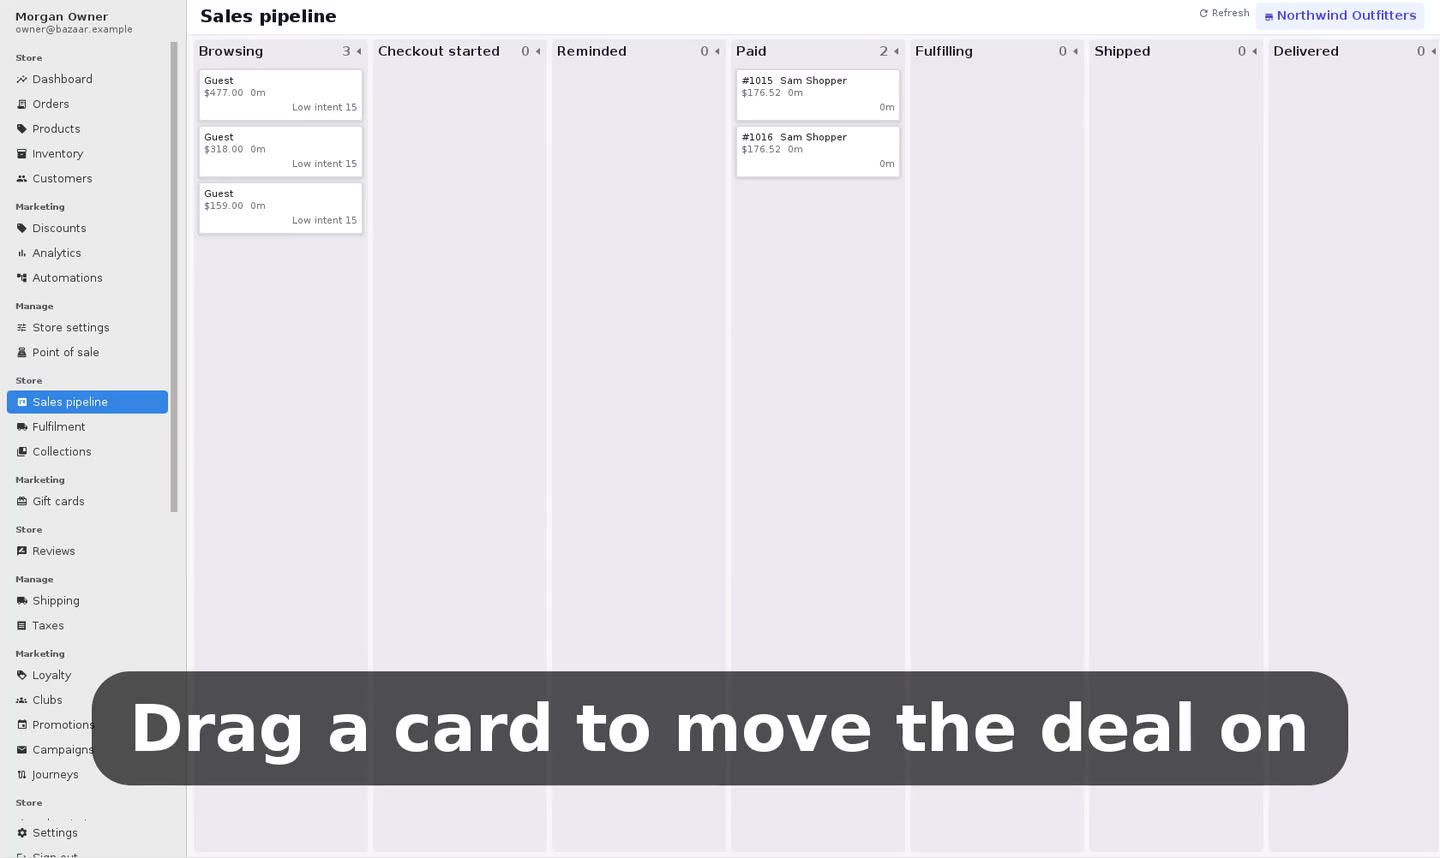 Morgan Owner
owner@bazaar.example
Store
Dashboard
Orders
Products
Inventory
Customers
Marketing
Discounts
Analytics
Automations
Manage
Store settings
Point of sale
Store
Sales pipeline
Fulfilment
Collections
Marketing
Gift cards
Store
Reviews
Manage
Shipping
Taxes
Marketing
Loyalty
Clubs
Promotions
Campaigns
Journeys
Store
Settings
Sign out
Sales pipeline
Refresh
Northwind Outfitters
Browsing 3
Guest
$477.00 0m
Low intent 15
Guest
$318.00 0m
Low intent 15
Guest
$159.00 0m
Low intent 15
Checkout started 0
Reminded 0
Paid 2
#1015 Sam Shopper
$176.52 0m
0m
#1016 Sam Shopper
$176.52 0m
0m
Fulfilling 0
Shipped 0
Delivered 0
Drag a card to move the deal on